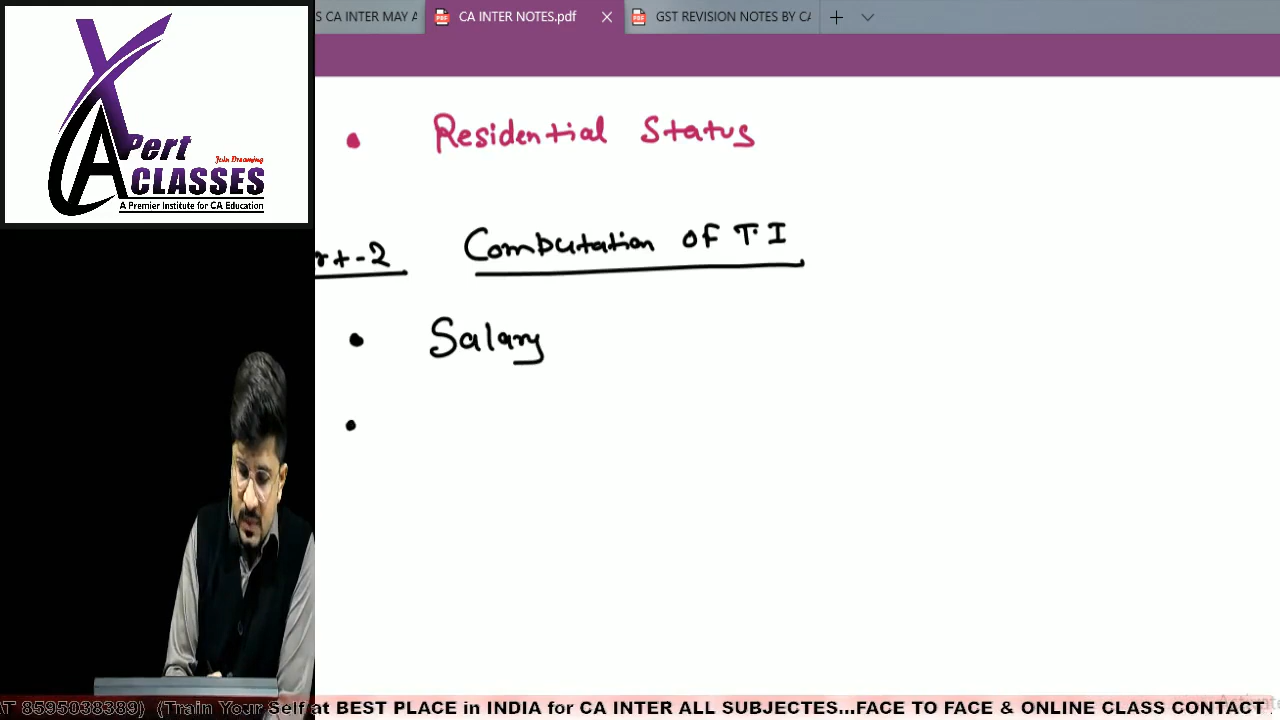 S CA INTER MAY A
CA INTER NOTES.pdf
GST REVISION NOTES BY CA
XPert
Join Dreaming
CLASSES
A Premier Institute for CA Education
• Residential Status
rt-2 Computation of T.I
• Salary
•
AT 8595038389) (Train Your Self at BEST PLACE in INDIA for CA INTER ALL SUBJECTES...FACE TO FACE & ONLINE CLASS CONTACT